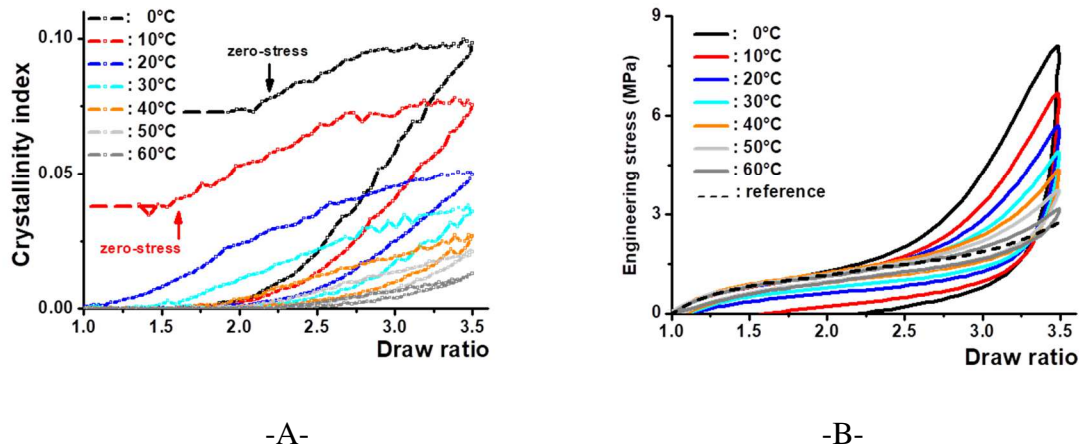 Crystallinity index
0.10
0.05
0.00
: 0°C
: 10°C
: 20°C
: 30°C
: 40°C
: 50°C
: 60°C
zero-stress
zero-stress
1.0 1.5 2.0 2.5 3.0 3.5
Draw ratio
-A-
Engineering stress (MPa)
9
6
3
0
: 0°C
: 10°C
: 20°C
: 30°C
: 40°C
: 50°C
: 60°C
: reference
1.0 1.5 2.0 2.5 3.0 3.5
Draw ratio
-B-